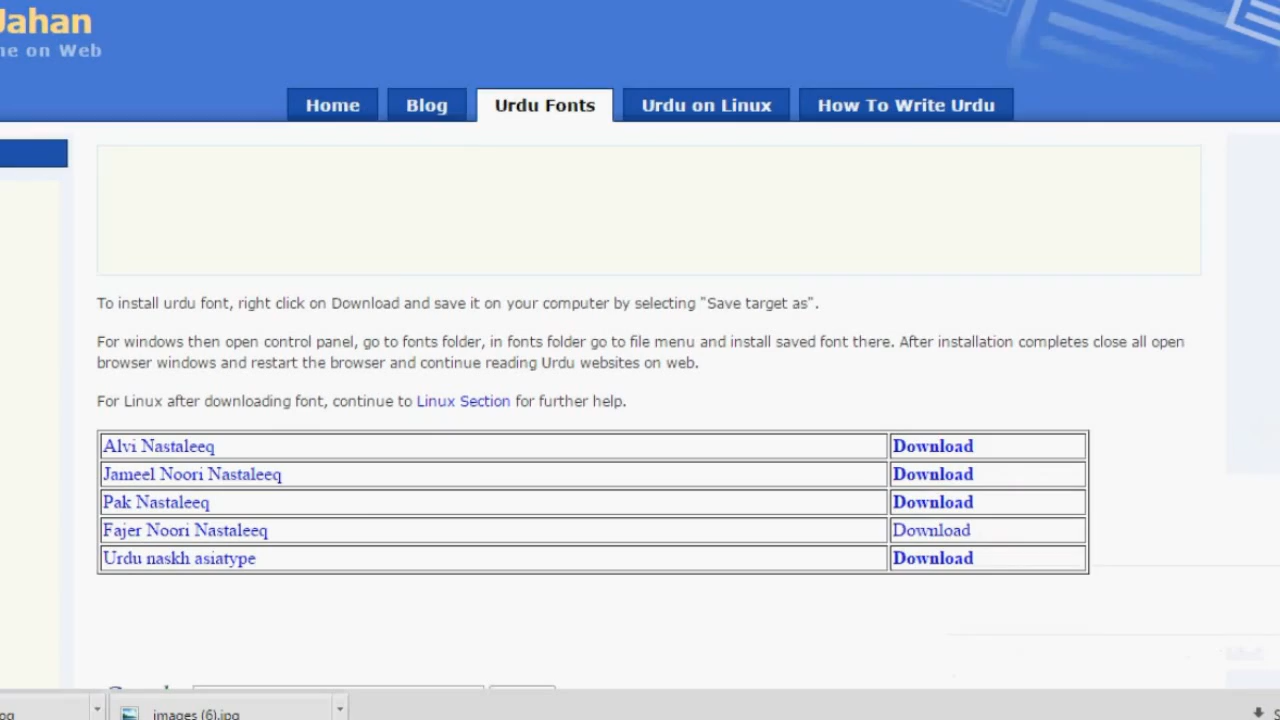 Jahan
on Web
Home
Blog
Urdu Fonts
Urdu on Linux
How To Write Urdu
To install urdu font, right click on Download and save it on your computer by selecting "Save target as".
For windows then open control panel, go to fonts folder, in fonts folder go to file menu and install saved font there. After installation completes close all open
browser windows and restart the browser and continue reading Urdu websites on web.
For Linux after downloading font, continue to Linux Section for further help.
Alvi Nastaleeq Download
Jameel Noori Nastaleeq Download
Pak Nastaleeq Download
Fajer Noori Nastaleeq Download
Urdu naskh asiatype Download
images (6).jpg